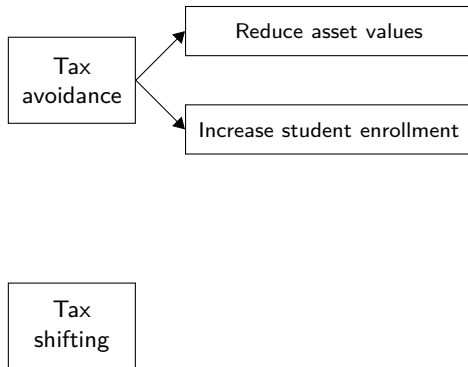 Reduce asset values
Tax
avoidance
Increase student enrollment
Tax
shifting